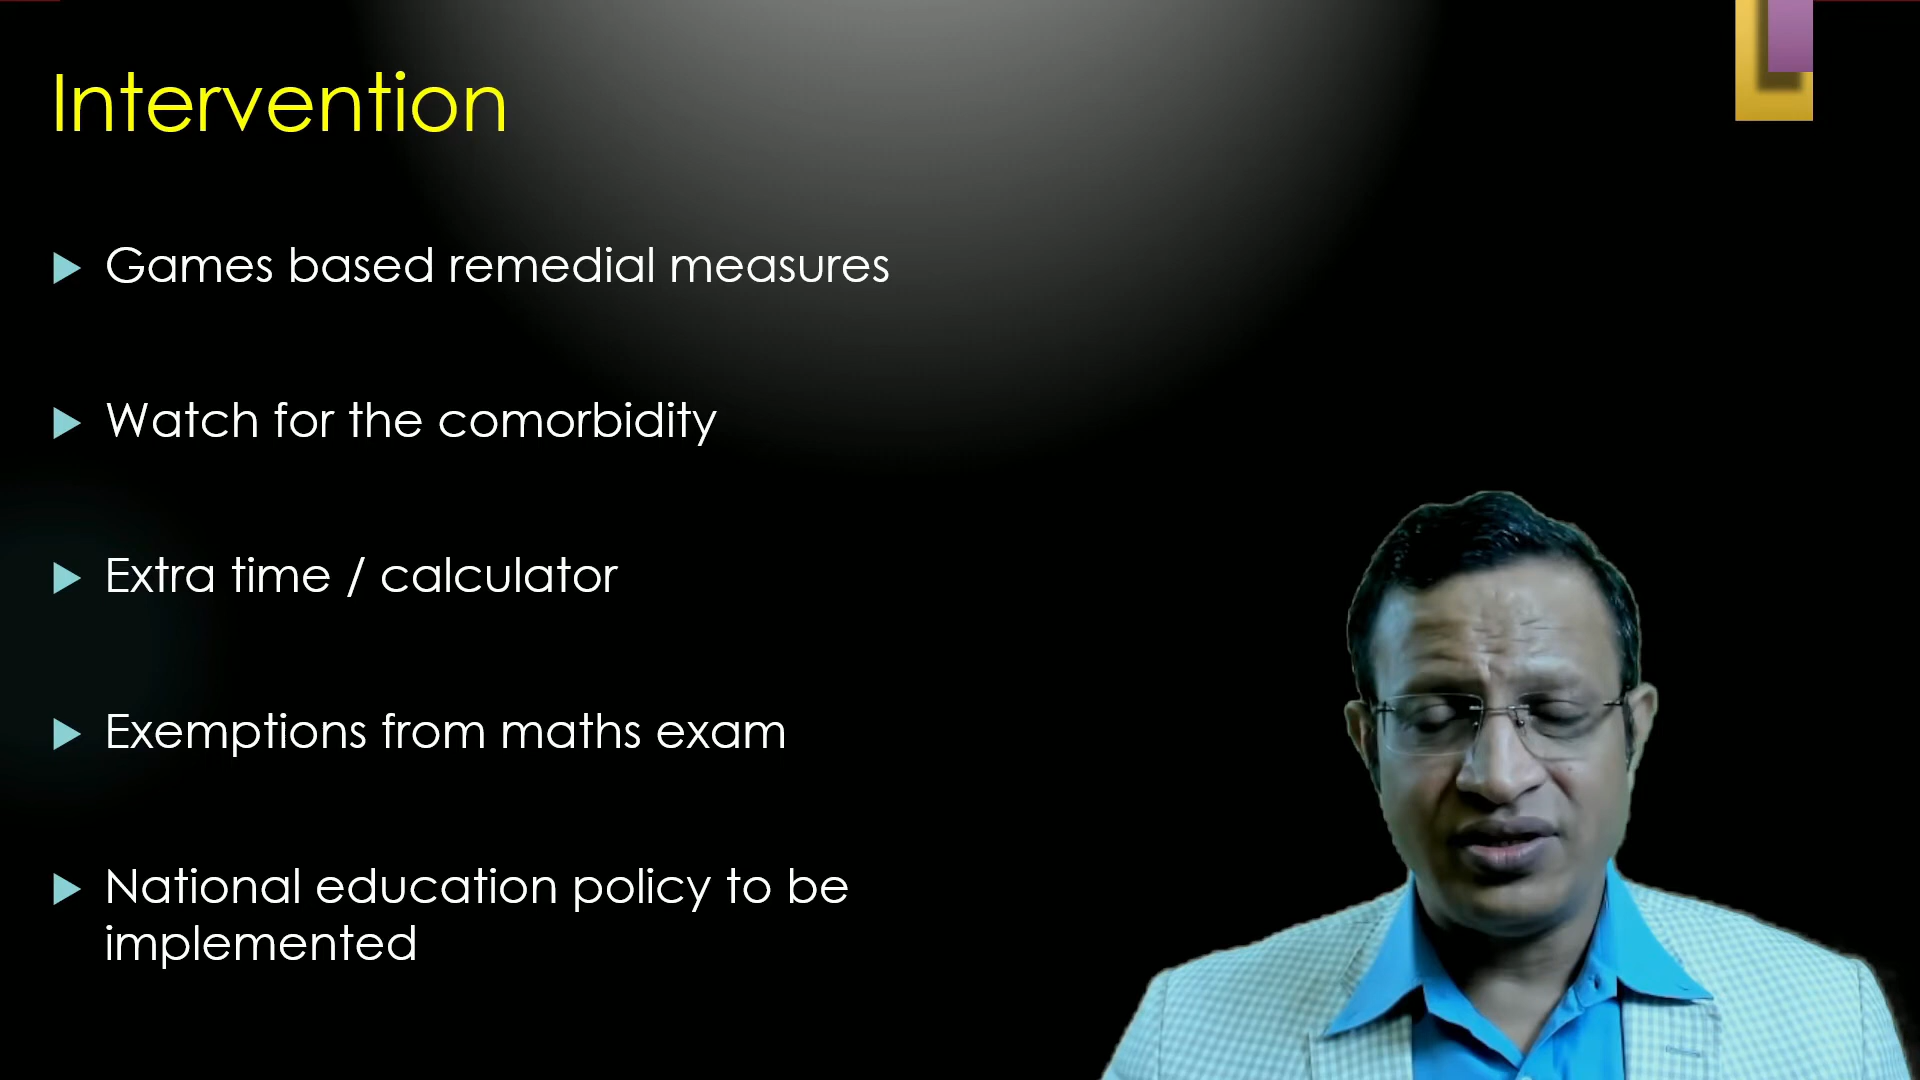 Intervention
Games based remedial measures
Watch for the comorbidity
Extra time / calculator
Exemptions from maths exam
National education policy to be
implemented